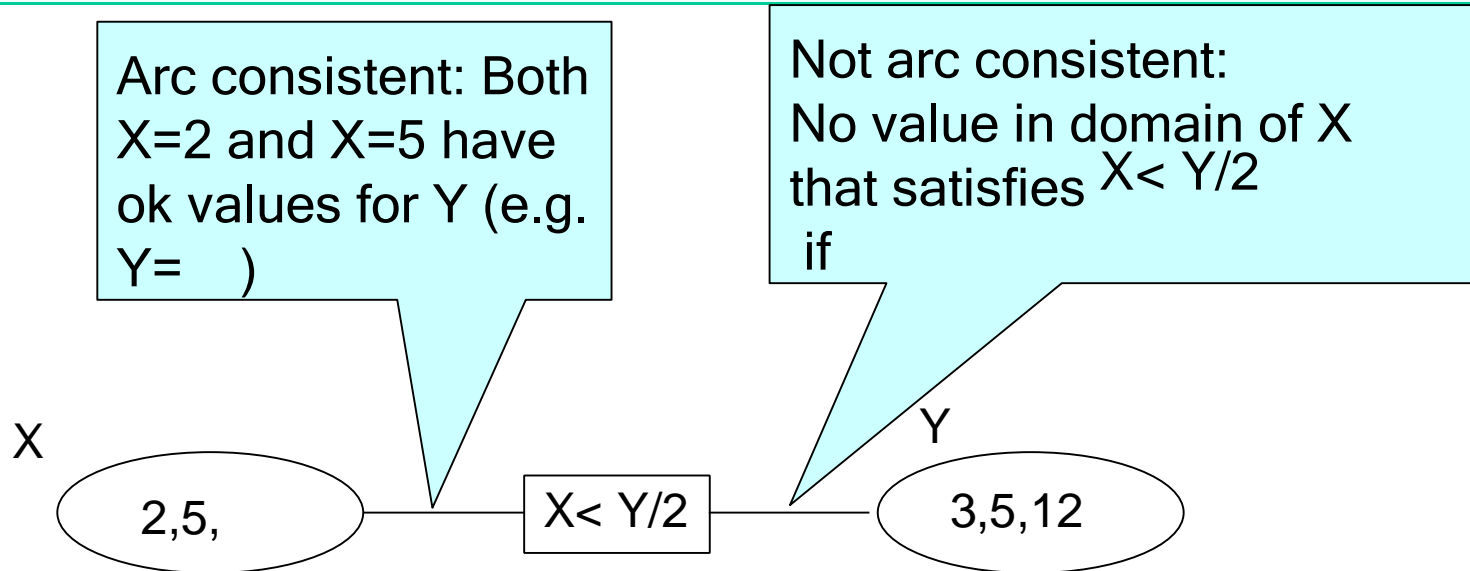 Arc consistent: Both
X=2 and X=5 have
ok values for Y (e.g.
Y= )
Not arc consistent:
No value in domain of X
that satisfies X< Y/2
if
X
Y
2,5,
X< Y/2
3,5,12